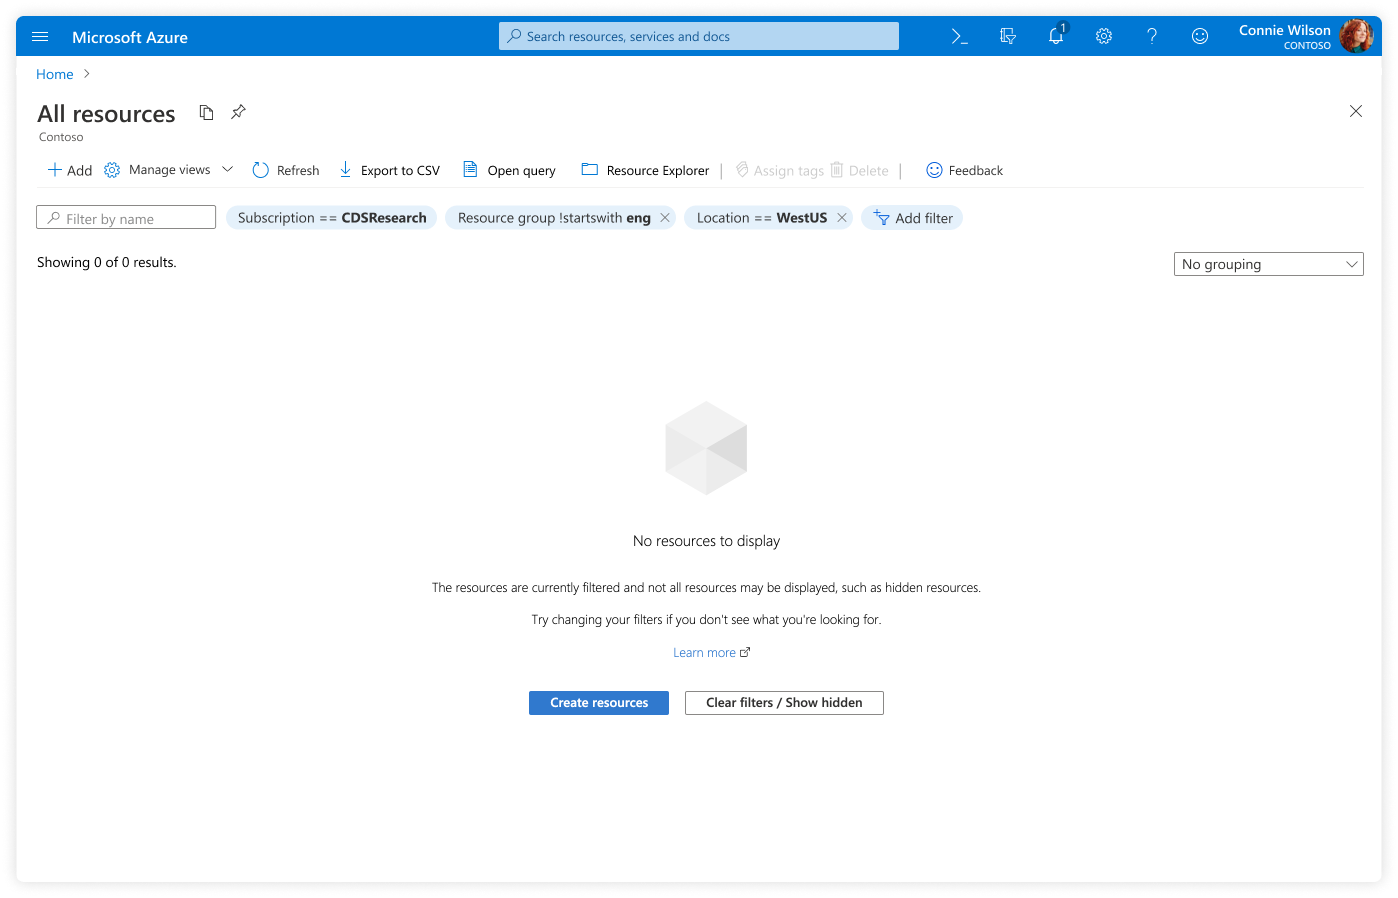 Microsoft Azure
Search resources, services and docs
1
Connie Wilson
CONTOSO
Home
All resources
Contoso
Add Manage views Refresh Export to CSV Open query Resource Explorer | Assign tags Delete | Feedback
Filter by name Subscription == CDSResearch Resource group !startswith eng Location == WestUS Add filter
Showing 0 of 0 results. No grouping
No resources to display
The resources are currently filtered and not all resources may be displayed, such as hidden resources.
Try changing your filters if you don't see what you're looking for.
Learn more
Create resources Clear filters / Show hidden